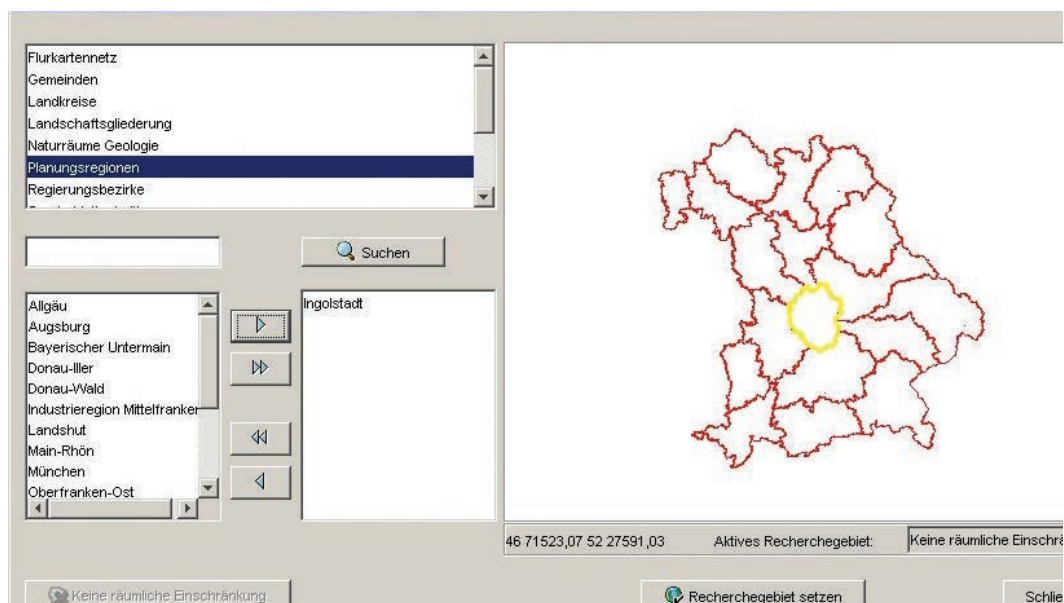 Flurkartennetz
Gemeinden
Landkreise
Landschaftsgliederung
Naturräume Geologie
Planungsregionen
Regierungsbezirke
Suchen
Allgäu
Augsburg
Bayerischer Untermain
Donau-Iller
Donau-Wald
Industrieregion Mittelfranken
Landshut
Main-Rhön
München
Oberfranken-Ost
Ingolstadt
46 71523,07 52 27591,03 Aktives Recherchegebiet: Keine räumliche Einschrä
Keine räumliche Einschränkung Recherchegebiet setzen Schlie